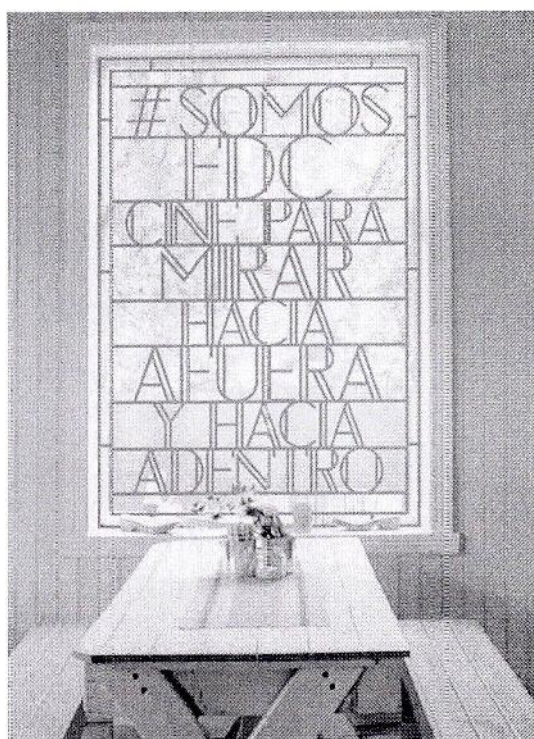 #SOMOS
FDC
CINE PARA
MIRAR
HACIA
AFUERA
Y HACIA
ADENTRO